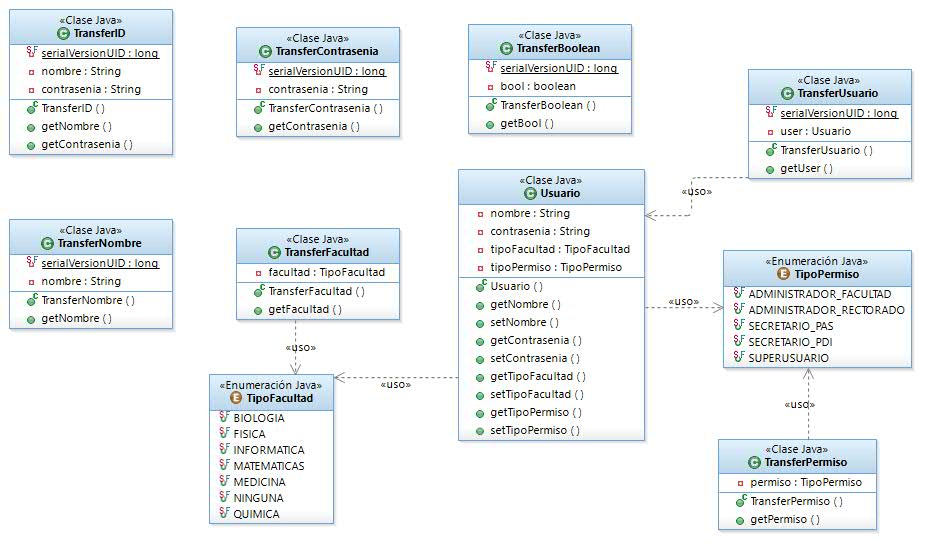 «Clase Java»
TransferID
serialVersionUID : long
nombre : String
contrasenia : String
TransferID ( )
getNombre ( )
getContrasenia ( )
«Clase Java»
TransferContrasenia
serialVersionUID : long
contrasenia : String
TransferContrasenia ( )
getContrasenia ( )
«Clase Java»
TransferBoolean
serialVersionUID : long
bool : boolean
TransferBoolean ( )
getBool ( )
«Clase Java»
TransferUsuario
serialVersionUID : long
user : Usuario
TransferUsuario ( )
getUser ( )
«uso»
«Clase Java»
TransferNombre
serialVersionUID : long
nombre : String
TransferNombre ( )
getNombre ( )
«Clase Java»
TransferFacultad
facultad : TipoFacultad
TransferFacultad ( )
getFacultad ( )
«uso»
«Clase Java»
Usuario
nombre : String
contrasenia : String
tipoFacultad : TipoFacultad
tipoPermiso : TipoPermiso
Usuario ( )
getNombre ( )
setNombre ( )
getContrasenia ( )
setContrasenia ( )
getTipoFacultad ( )
setTipoFacultad ( )
getTipoPermiso ( )
setTipoPermiso ( )
«uso»
«uso»
«Enumeración Java»
TipoPermiso
ADMINISTRADOR_FACULTAD
ADMINISTRADOR_RECTORADO
SECRETARIO_PAS
SECRETARIO_PDI
SUPERUSUARIO
«uso»
«Enumeración Java»
TipoFacultad
BIOLOGIA
FISICA
INFORMATICA
MATEMATICAS
MEDICINA
NINGUNA
QUIMICA
«Clase Java»
TransferPermiso
permiso : TipoPermiso
TransferPermiso ( )
getPermiso ( )